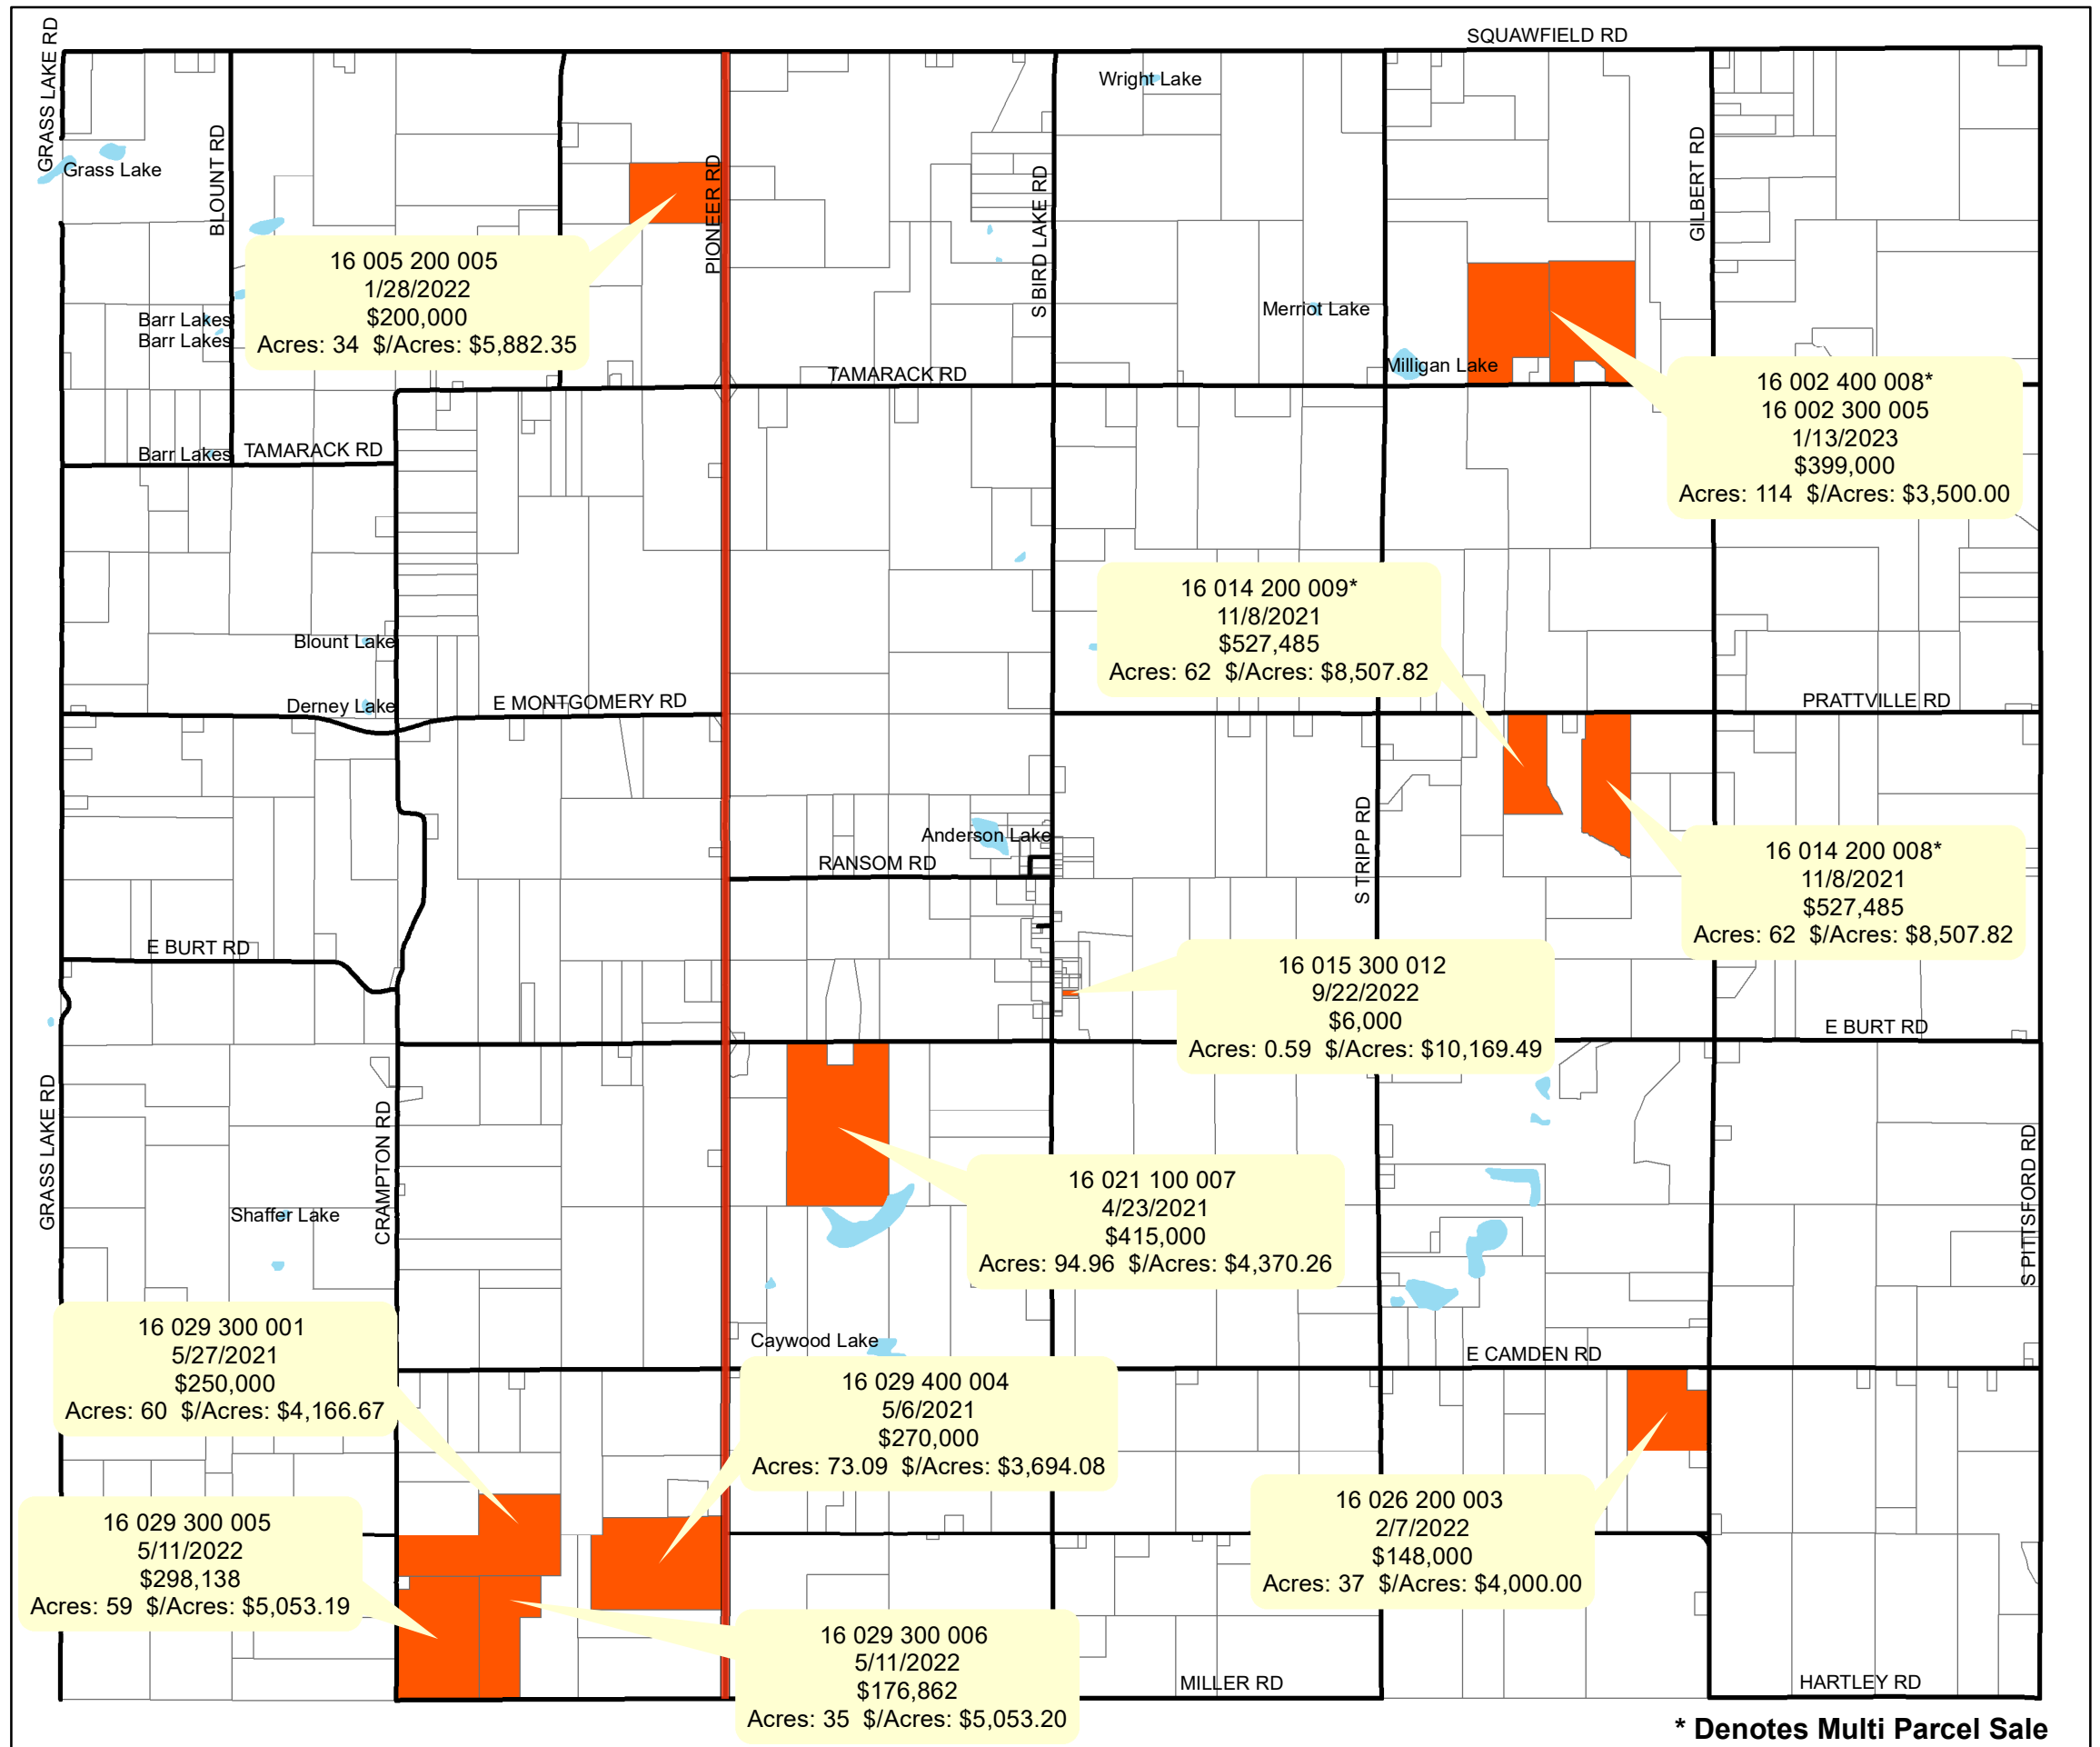 SQUAWFIELD RD
GRASS LAKE RD
Wright Lake
BLOUNT RD
Grass Lake
PIONEER RD
S BIRD LAKE RD
GILBERT RD
16 005 200 005
1/28/2022
$200,000
Acres: 34 $/Acres: $5,882.35
Barr Lakes
Barr Lakes
Merriot Lake
Milligan Lake
TAMARACK RD
16 002 400 008*
16 002 300 005
1/13/2023
$399,000
Acres: 114 $/Acres: $3,500.00
Barr Lakes
TAMARACK RD
16 014 200 009*
11/8/2021
$527,485
Acres: 62 $/Acres: $8,507.82
Blount Lake
Derney Lake
E MONTGOMERY RD
PRATTVILLE RD
Anderson Lake
RANSOM RD
S TRIPP RD
16 014 200 008*
11/8/2021
$527,485
Acres: 62 $/Acres: $8,507.82
E BURT RD
16 015 300 012
9/22/2022
$6,000
Acres: 0.59 $/Acres: $10,169.49
E BURT RD
GRASS LAKE RD
CRAMPTON RD
S PITTSFORD RD
16 021 100 007
4/23/2021
$415,000
Acres: 94.96 $/Acres: $4,370.26
Shaffer Lake
16 029 300 001
5/27/2021
$250,000
Acres: 60 $/Acres: $4,166.67
Caywood Lake
E CAMDEN RD
16 029 400 004
5/6/2021
$270,000
Acres: 73.09 $/Acres: $3,694.08
16 029 300 005
5/11/2022
$298,138
Acres: 59 $/Acres: $5,053.19
16 026 200 003
2/7/2022
$148,000
Acres: 37 $/Acres: $4,000.00
16 029 300 006
5/11/2022
$176,862
Acres: 35 $/Acres: $5,053.20
MILLER RD
HARTLEY RD
* Denotes Multi Parcel Sale